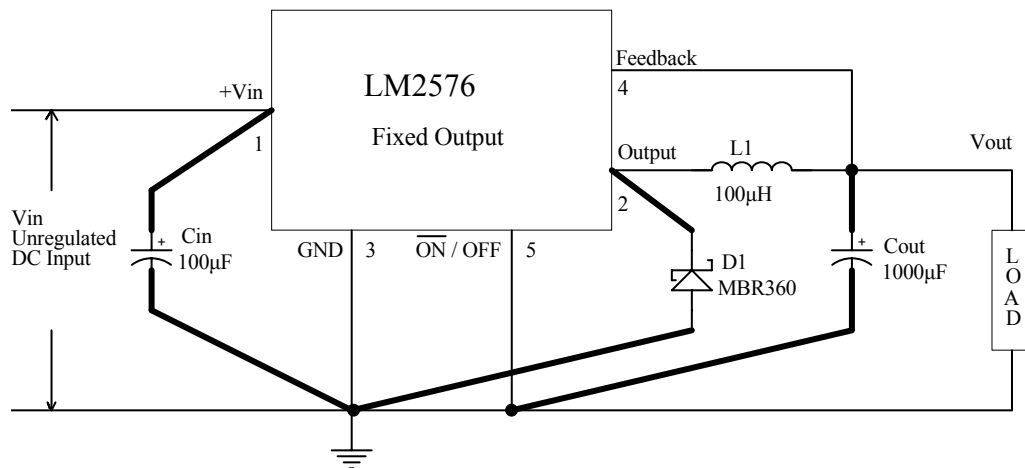 LM2576
Fixed Output
+Vin
1
Feedback
4
Output
2
L1
100μH
Vout
Vin
Unregulated
DC Input
+
Cin
100μF
GND
3
ON / OFF
5
D1
MBR360
+
Cout
1000μF
LOAD